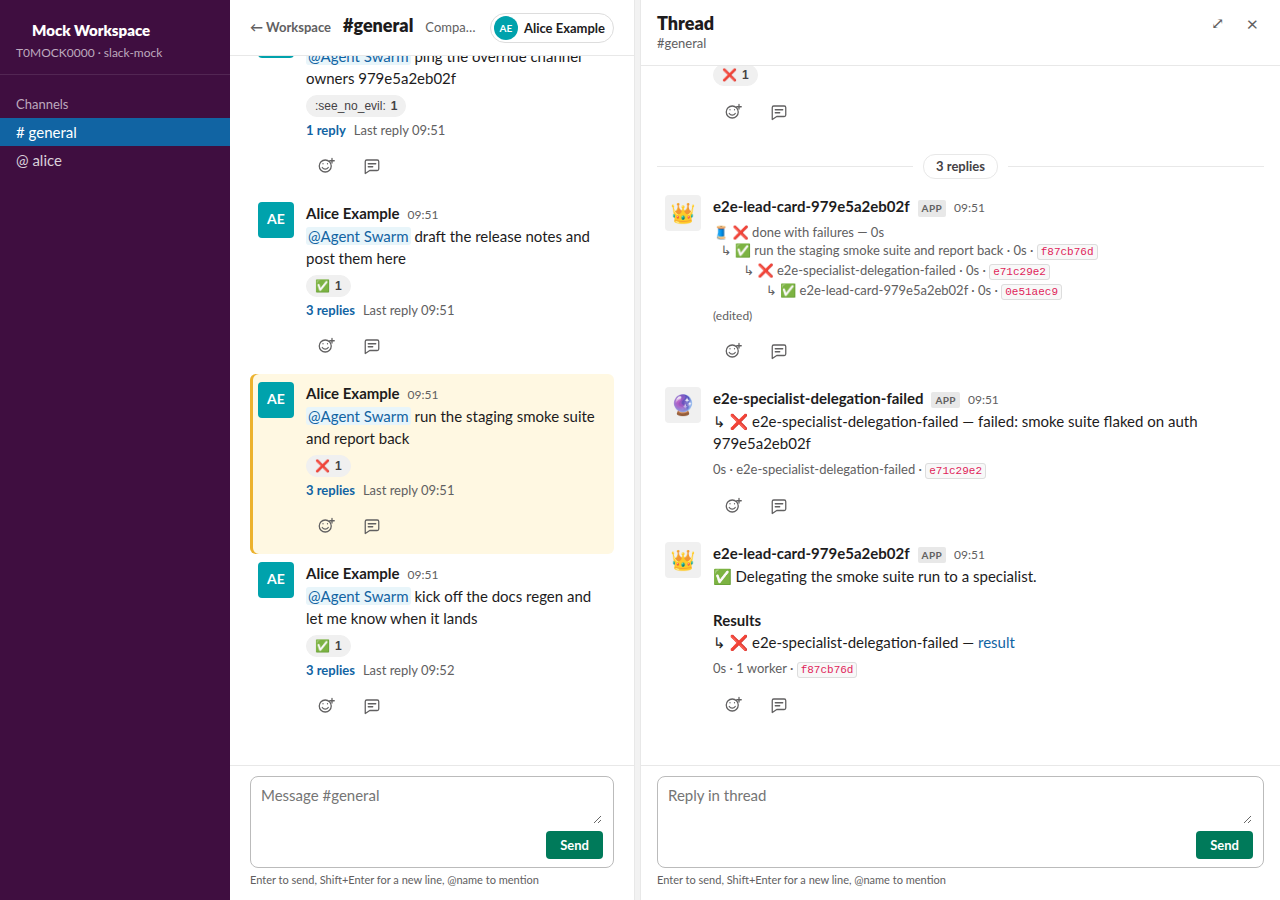 Mock Workspace
T0MOCK0000 · slack-mock
Channels
# general
@ alice
← Workspace #general Compa... AE Alice Example
@Agent Swarm ping the override channel
owners 979e5a2eb02f
:see_no_evil: 1
1 reply Last reply 09:51
AE Alice Example 09:51
@Agent Swarm draft the release notes and
post them here
✅ 1
3 replies Last reply 09:51
AE Alice Example 09:51
@Agent Swarm run the staging smoke suite
and report back
❌ 1
3 replies Last reply 09:51
AE Alice Example 09:51
@Agent Swarm kick off the docs regen and
let me know when it lands
✅ 1
3 replies Last reply 09:52
Message #general
Send
Enter to send, Shift+Enter for a new line, @name to mention
Thread
#general
❌ 1
3 replies
e2e-lead-card-979e5a2eb02f APP 09:51
🧵 ❌ done with failures — 0s
↳ ✅ run the staging smoke suite and report back · 0s · f87cb76d
↳ ❌ e2e-specialist-delegation-failed · 0s · e71c29e2
↳ ✅ e2e-lead-card-979e5a2eb02f · 0s · 0e51aec9
(edited)
e2e-specialist-delegation-failed APP 09:51
↳ ❌ e2e-specialist-delegation-failed — failed: smoke suite flaked on auth
979e5a2eb02f
0s · e2e-specialist-delegation-failed · e71c29e2
e2e-lead-card-979e5a2eb02f APP 09:51
✅ Delegating the smoke suite run to a specialist.
Results
↳ ❌ e2e-specialist-delegation-failed — result
0s · 1 worker · f87cb76d
Reply in thread
Send
Enter to send, Shift+Enter for a new line, @name to mention